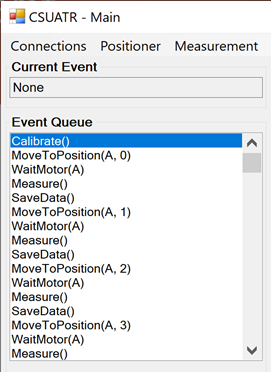 CSUATR - Main
Connections Positioner Measurement
Current Event
None
Event Queue
Calibrate()
MoveToPosition(A, 0)
WaitMotor(A)
Measure()
SaveData()
MoveToPosition(A, 1)
WaitMotor(A)
Measure()
SaveData()
MoveToPosition(A, 2)
WaitMotor(A)
Measure()
SaveData()
MoveToPosition(A, 3)
WaitMotor(A)
Measure()